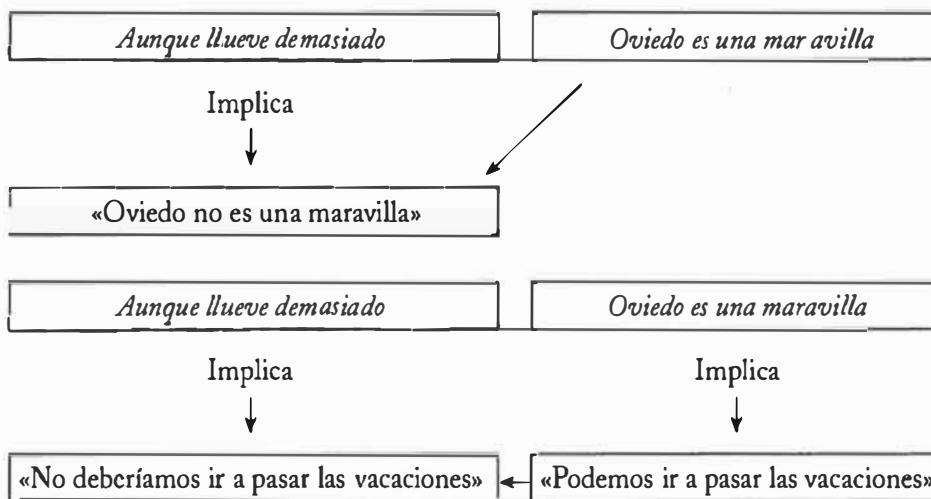 Aunque llueve demasiado Oviedo es una mar avilla
Implica
«Oviedo no es una maravilla»
Aunque llueve demasiado Oviedo es una maravilla
Implica Implica
«No deberíamos ir a pasar las vacaciones» «Podemos ir a pasar las vacaciones»